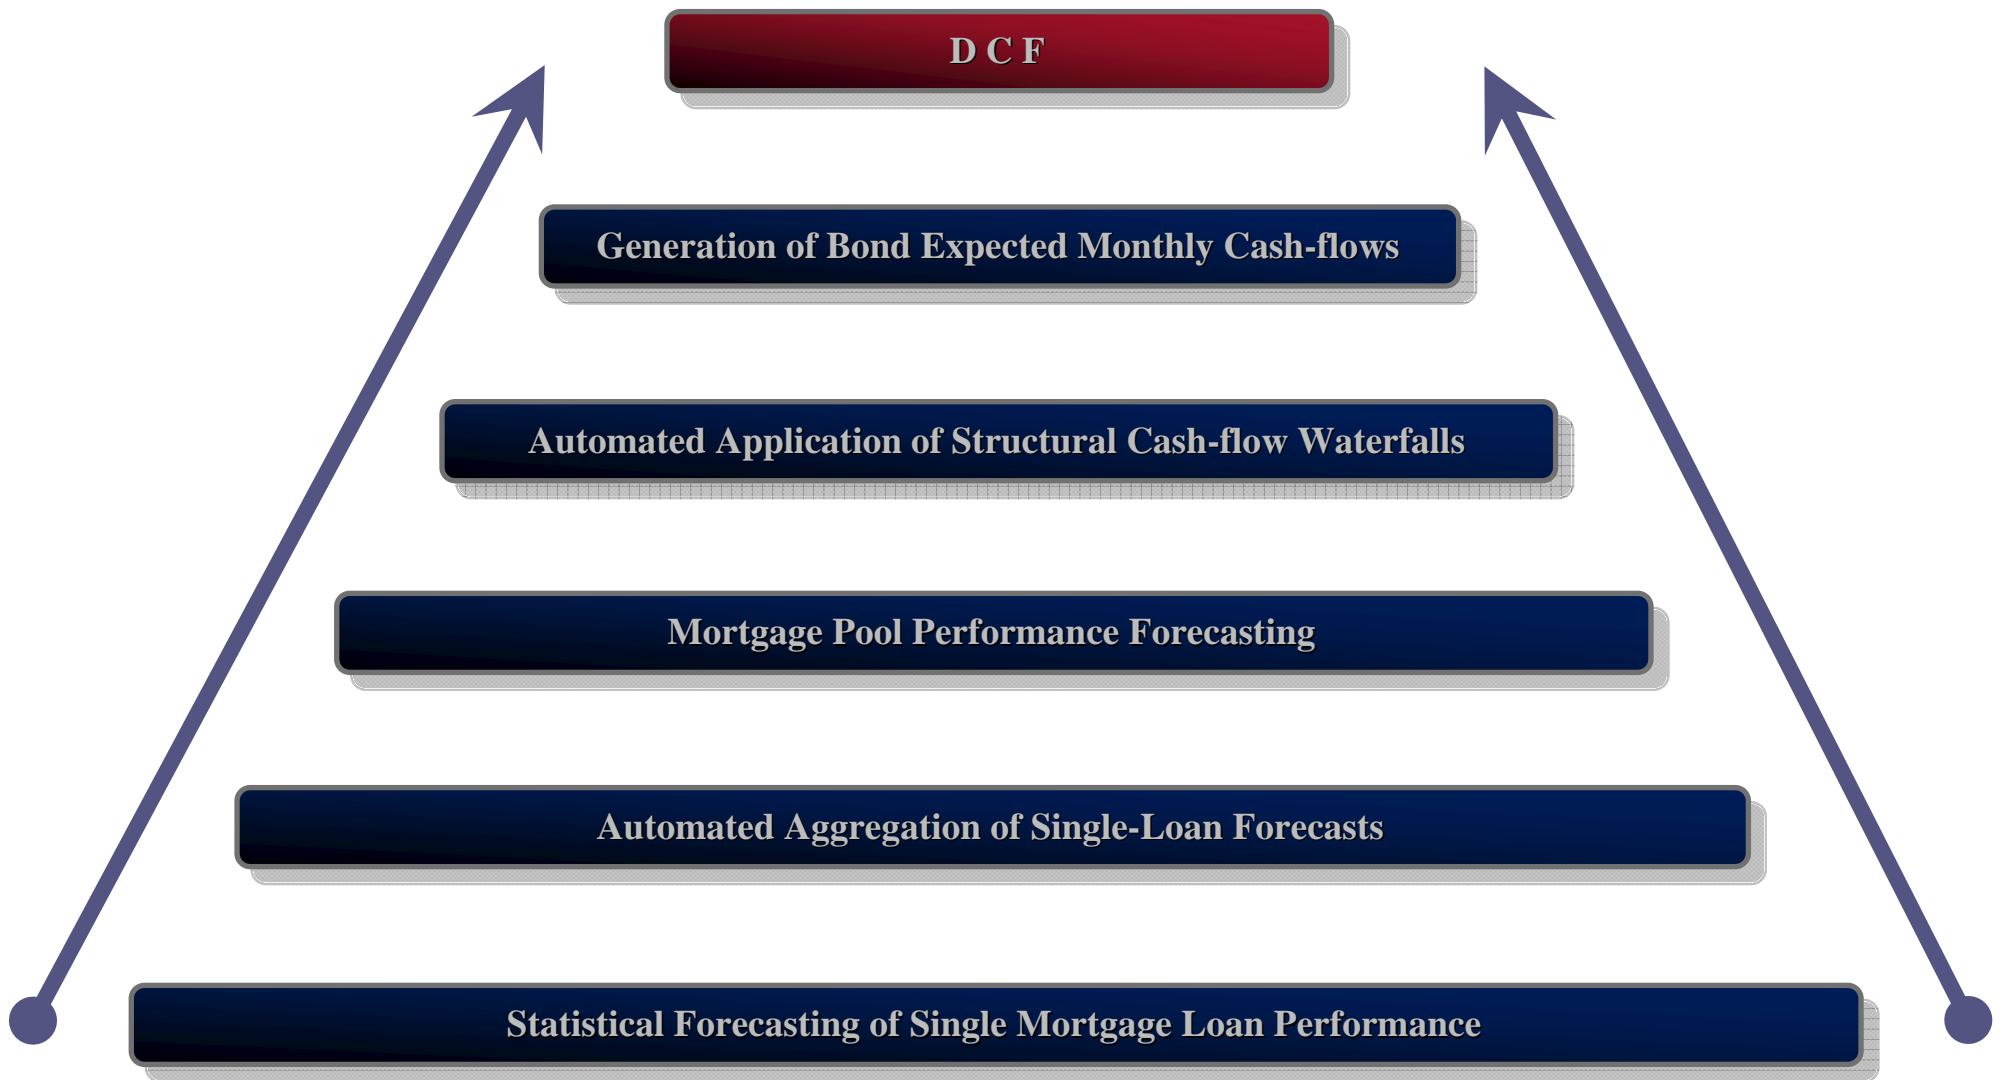 D C F
Generation of Bond Expected Monthly Cash-flows
Automated Application of Structural Cash-flow Waterfalls
Mortgage Pool Performance Forecasting
Automated Aggregation of Single-Loan Forecasts
Statistical Forecasting of Single Mortgage Loan Performance